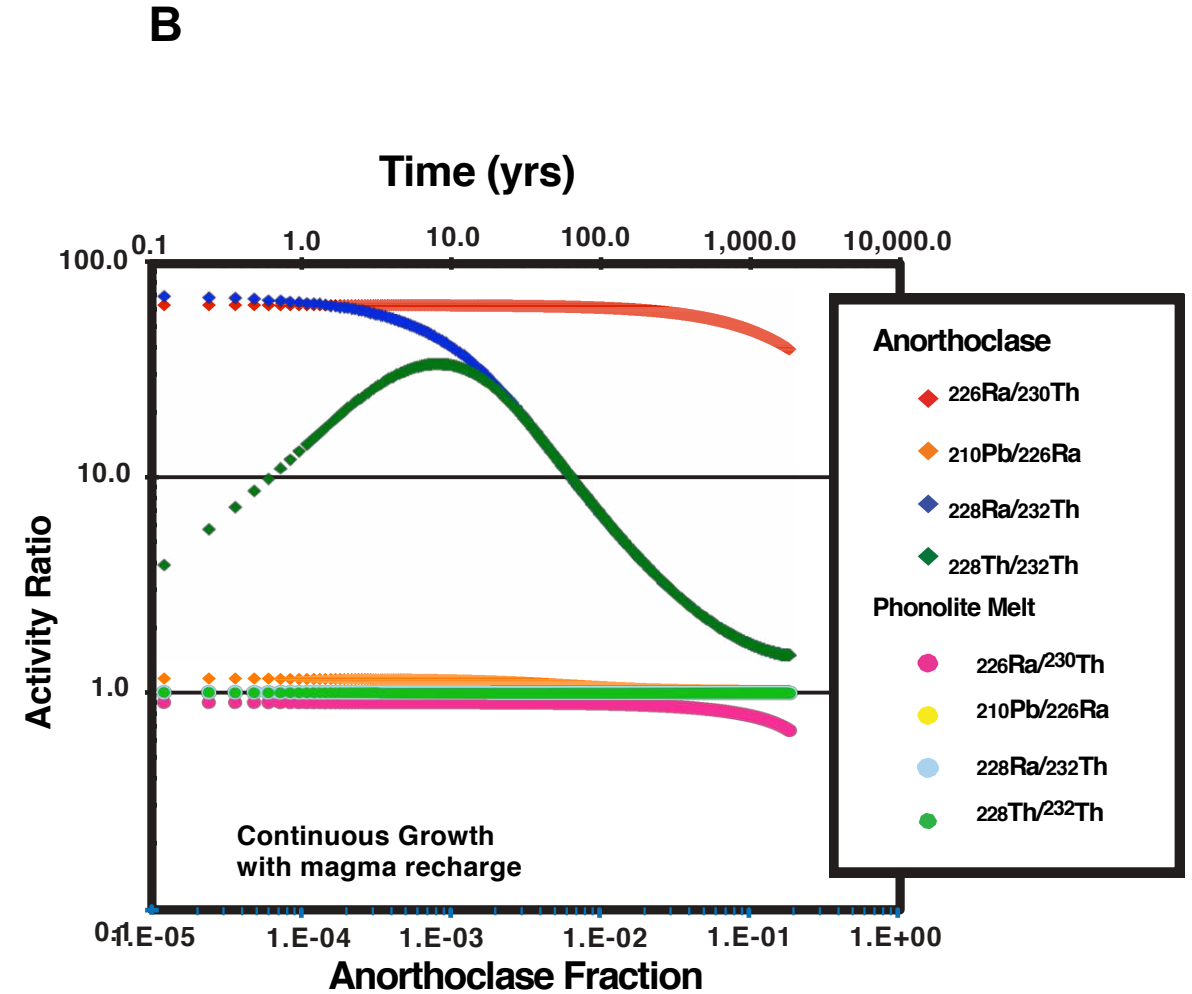 B
Time (yrs)
0.1 1.0 10.0 100.0 1,000.0 10,000.0
100.0
10.0
1.0
0.1
Activity Ratio
Anorthoclase
226Ra/230Th
210Pb/226Ra
228Ra/232Th
228Th/232Th
Phonolite Melt
226Ra/230Th
210Pb/226Ra
228Ra/232Th
228Th/232Th
Continuous Growth
with magma recharge
1.E-05 1.E-04 1.E-03 1.E-02 1.E-01 1.E+00
Anorthoclase Fraction